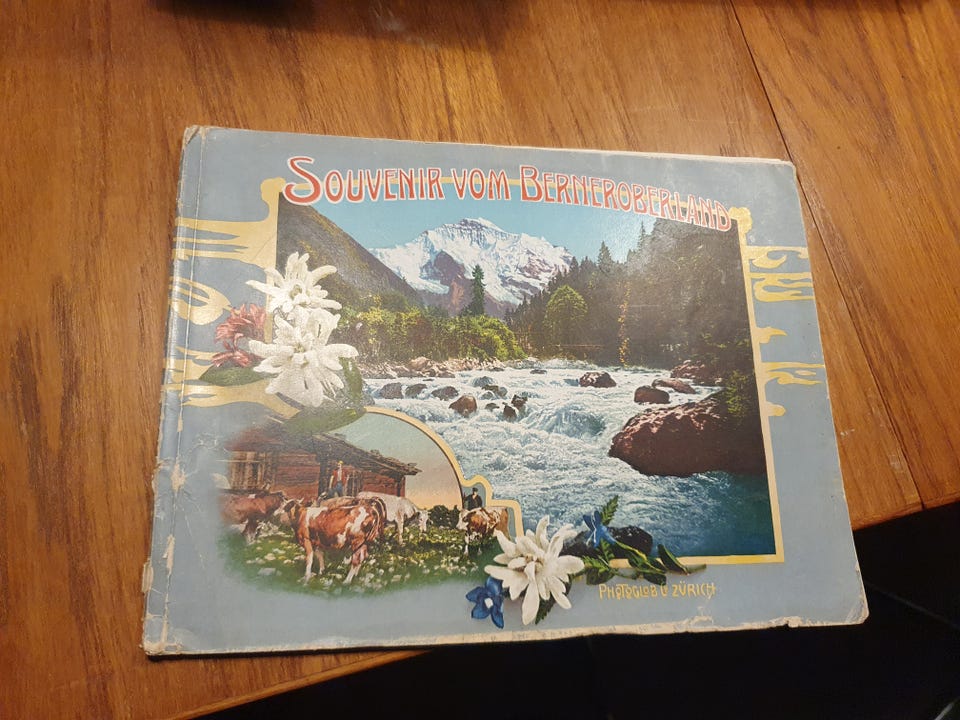 SOUVENIR VOM BERNEROBERLAND
PHOTOGLOB Cº ZÜRICH